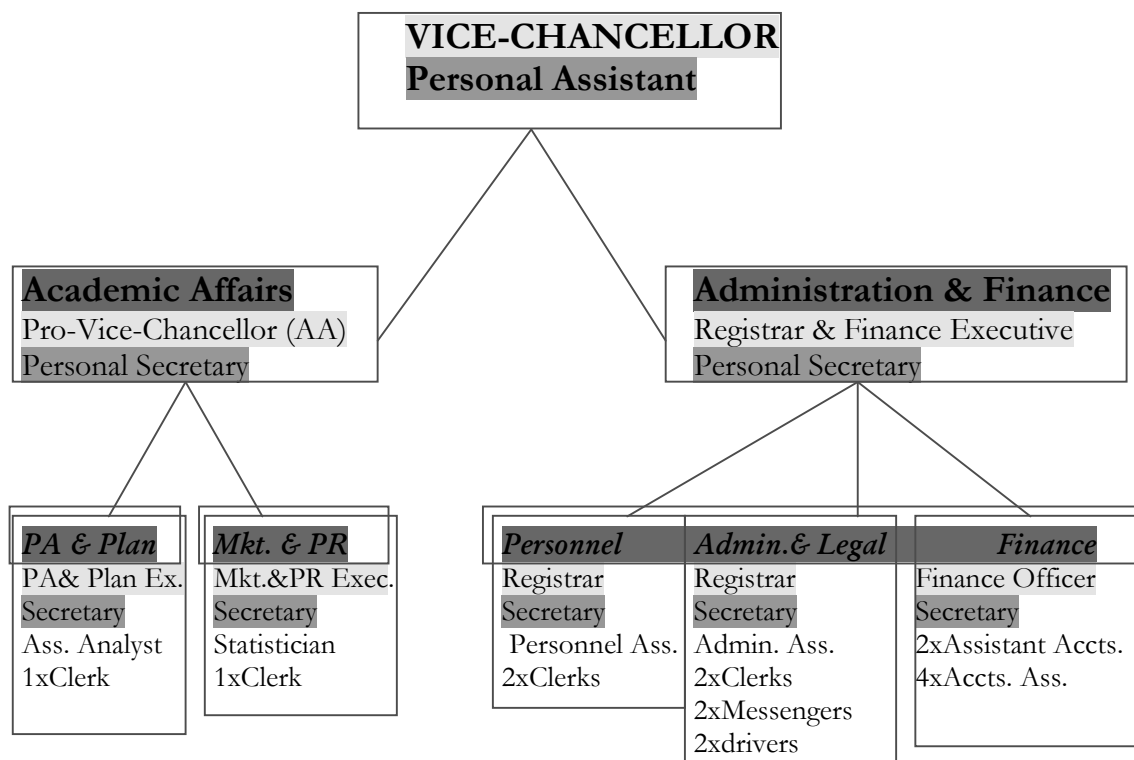 VICE-CHANCELLOR
Personal Assistant
Academic Affairs
Pro-Vice-Chancellor (AA)
Personal Secretary
Administration & Finance
Registrar & Finance Executive
Personal Secretary
PA & Plan
PA& Plan Ex.
Secretary
Ass. Analyst
1xClerk
Mkt. & PR
Mkt.&PR Exec.
Secretary
Statistician
1xClerk
Personnel
Registrar
Secretary
Personnel Ass.
2xClerks
Admin.& Legal
Registrar
Secretary
Admin. Ass.
2xClerks
2xMessengers
2xdrivers
Finance
Finance Officer
Secretary
2xAssistant Accts.
4xAccts. Ass.